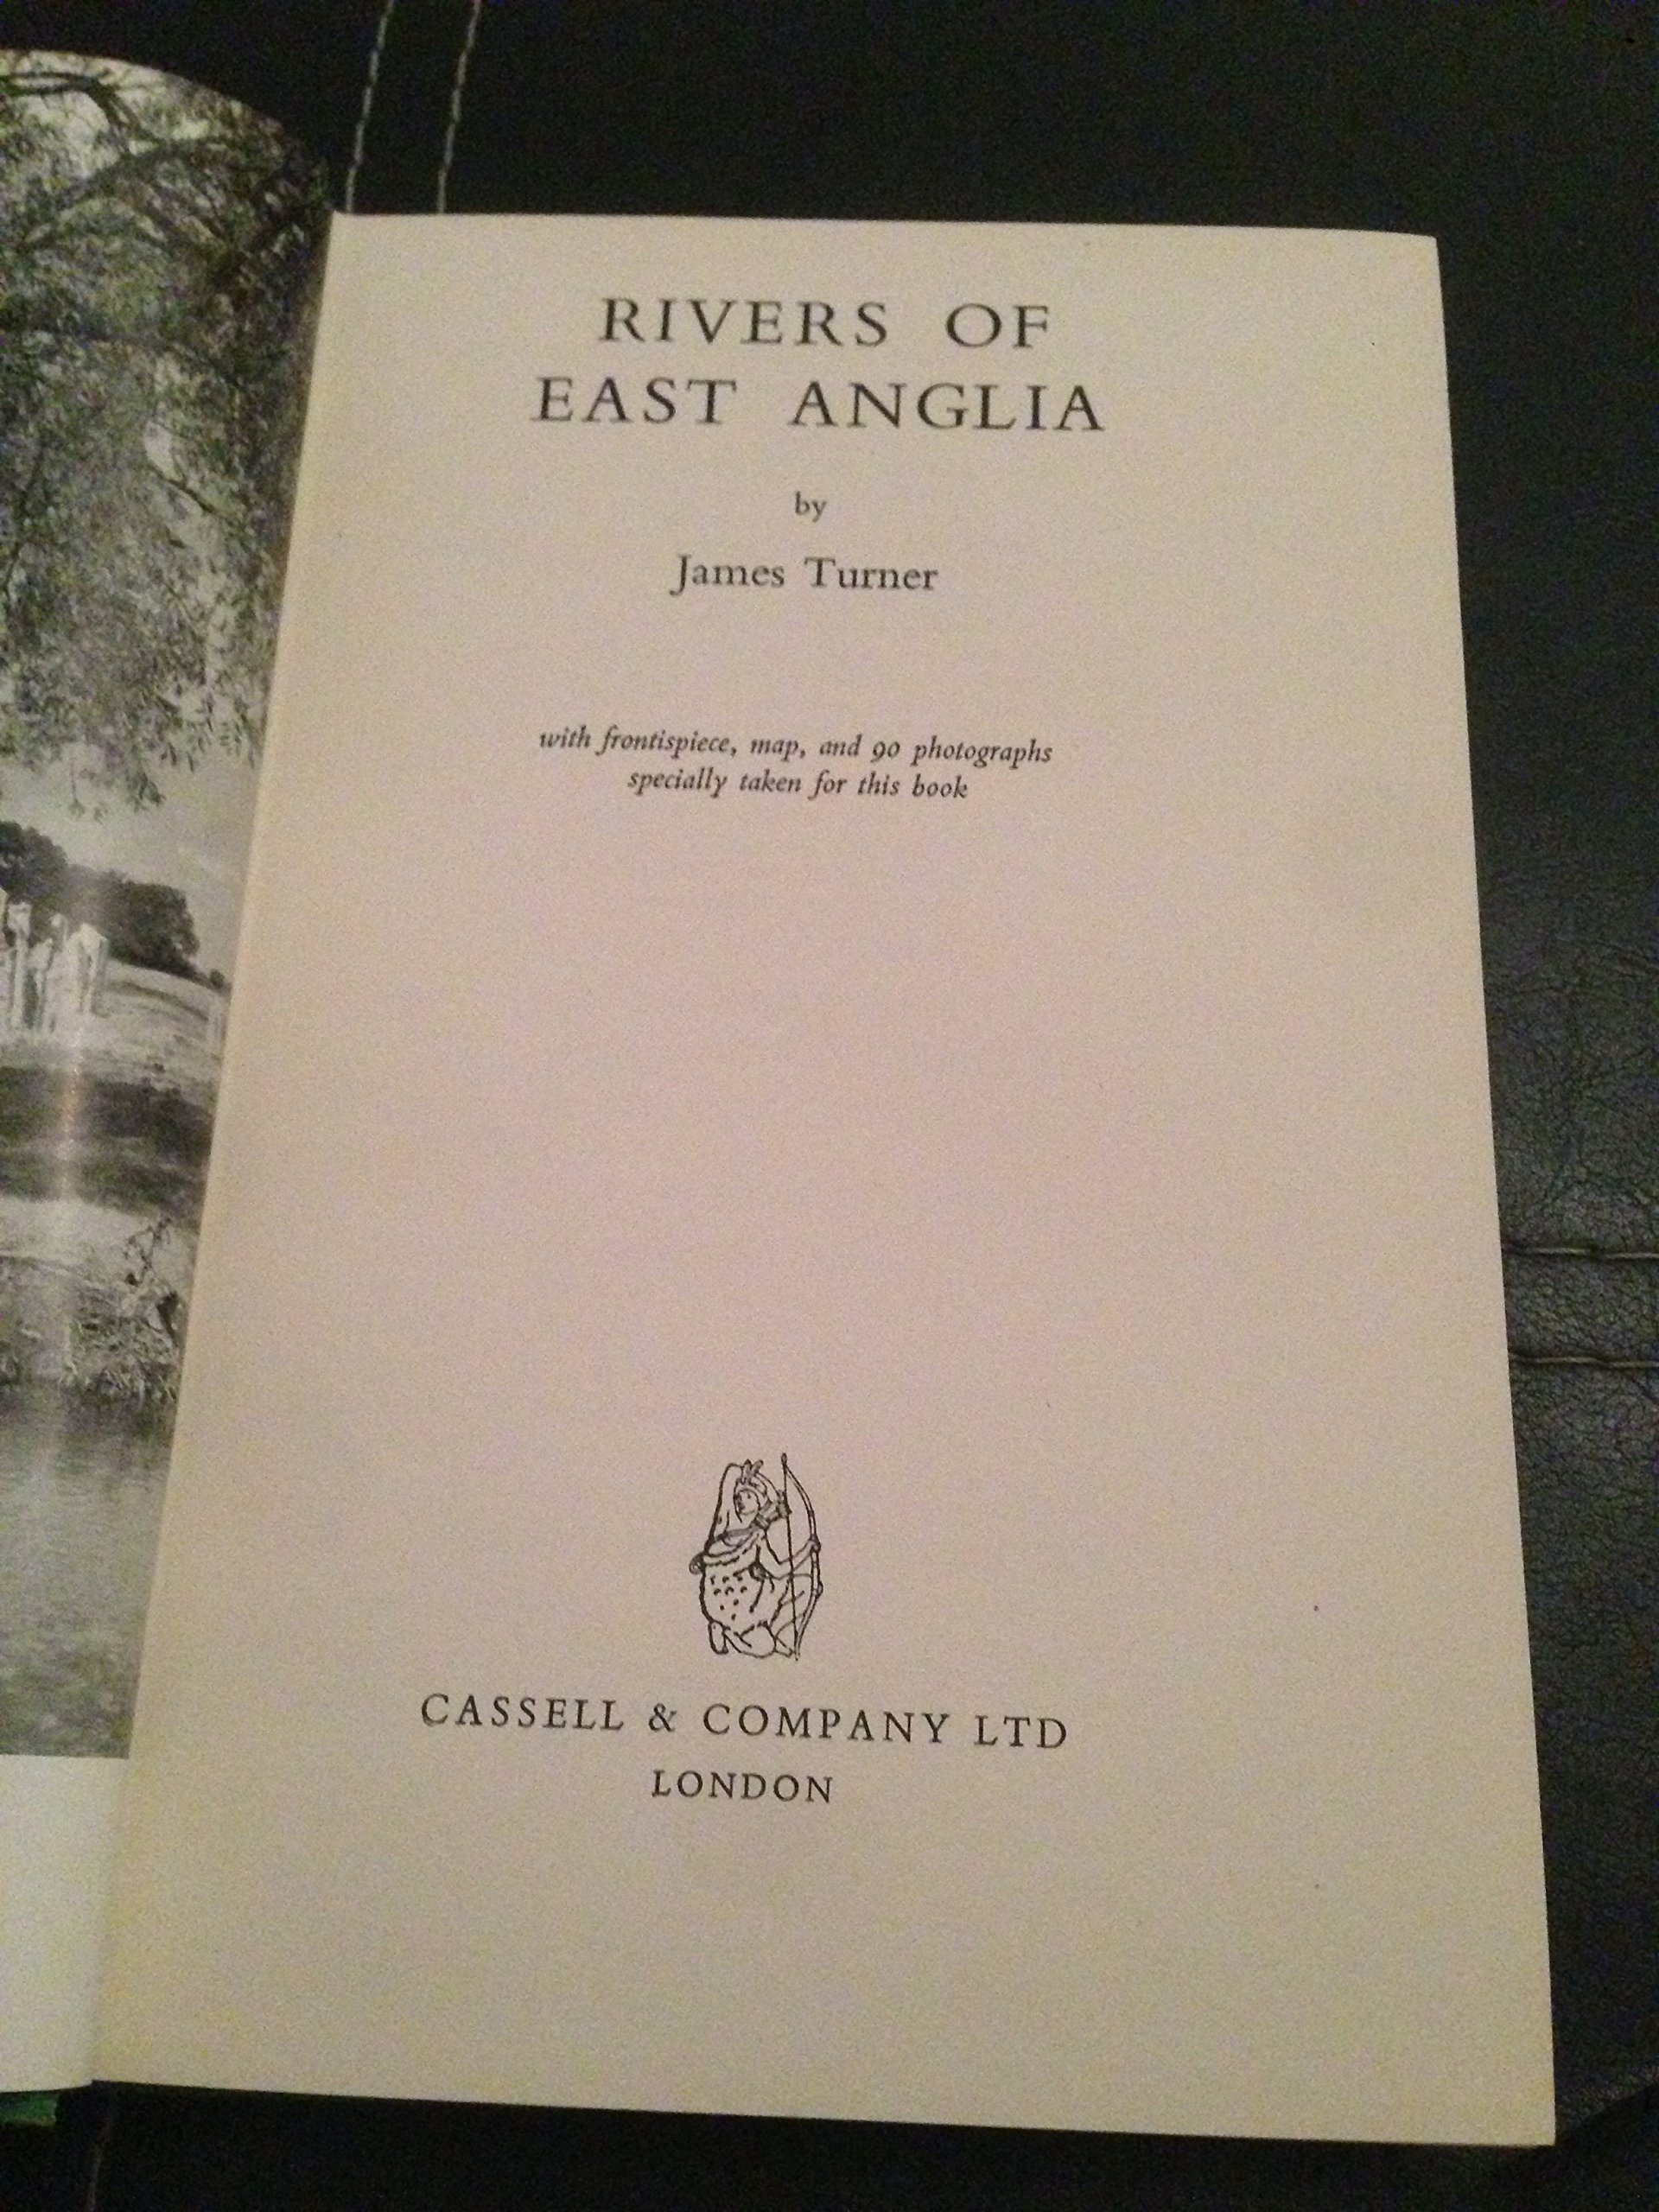 RIVERS OF
EAST ANGLIA
by
James Turner
with frontispiece, map, and 90 photographs
specially taken for this book
CASSELL & COMPANY LTD
LONDON